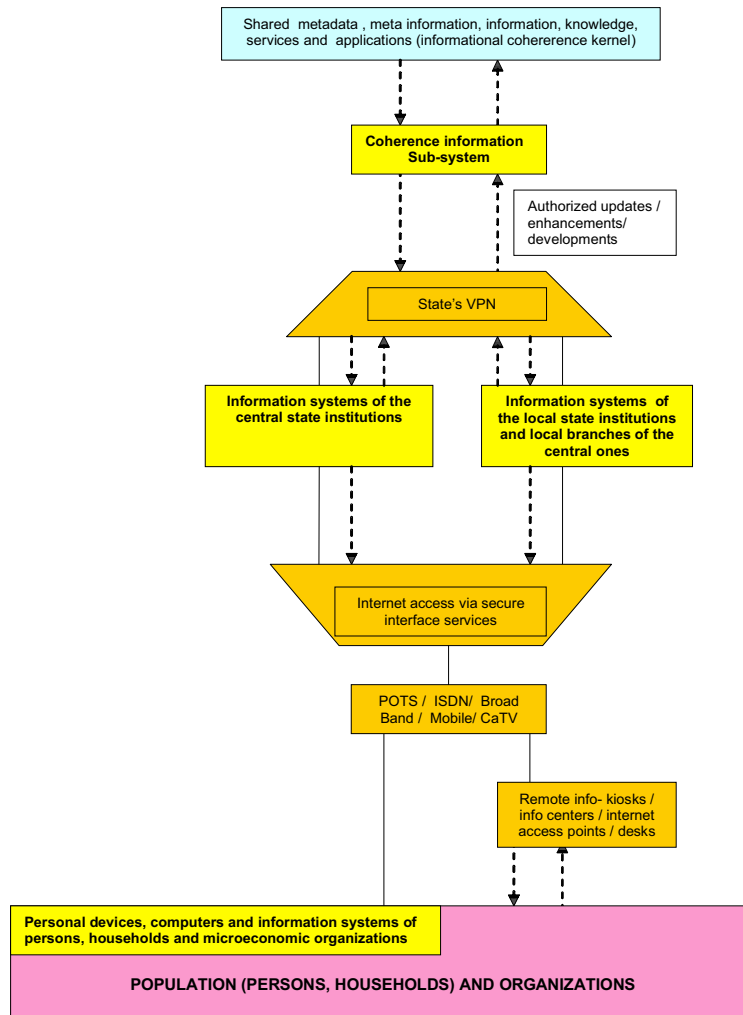 Shared metadata , meta information, information, knowledge,
services and applications (informational cohererence kernel)
Coherence information
Sub-system
Authorized updates /
enhancements/
developments
State's VPN
Information systems of the
central state institutions
Information systems of
the local state institutions
and local branches of the
central ones
Internet access via secure
interface services
POTS / ISDN/ Broad
Band / Mobile/ CaTV
Remote info- kiosks /
info centers / internet
access points / desks
Personal devices, computers and information systems of
persons, households and microeconomic organizations
POPULATION (PERSONS, HOUSEHOLDS) AND ORGANIZATIONS